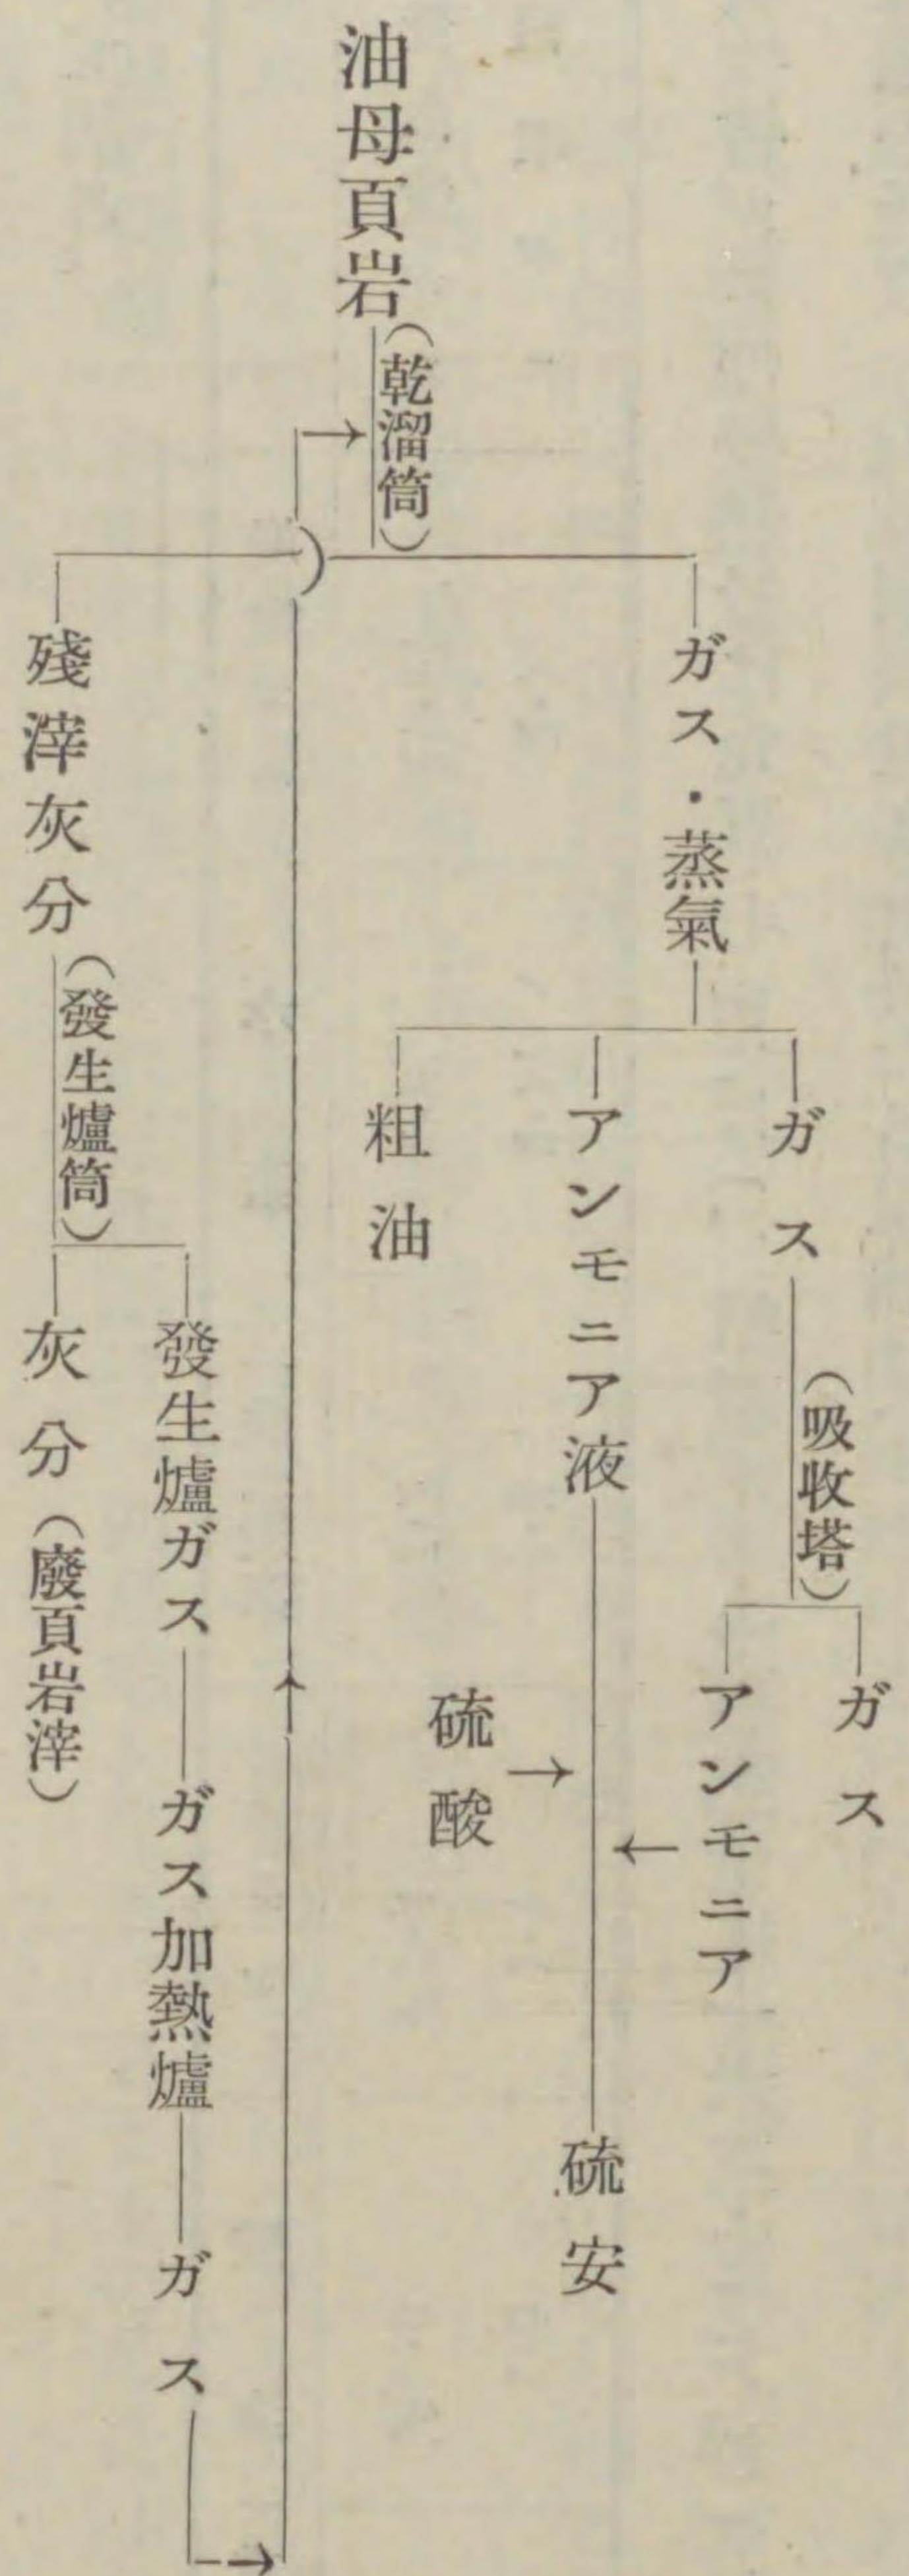 油母頁岩
（乾溜筒）
ガス・蒸氣
ガス
（吸收塔）
ガス
アンモニア
アンモニア液
硫酸
硫安
粗油
殘滓灰分
（發生爐筒）
發生爐ガス
ガス加熱爐
ガス
灰分（廢頁岩滓）